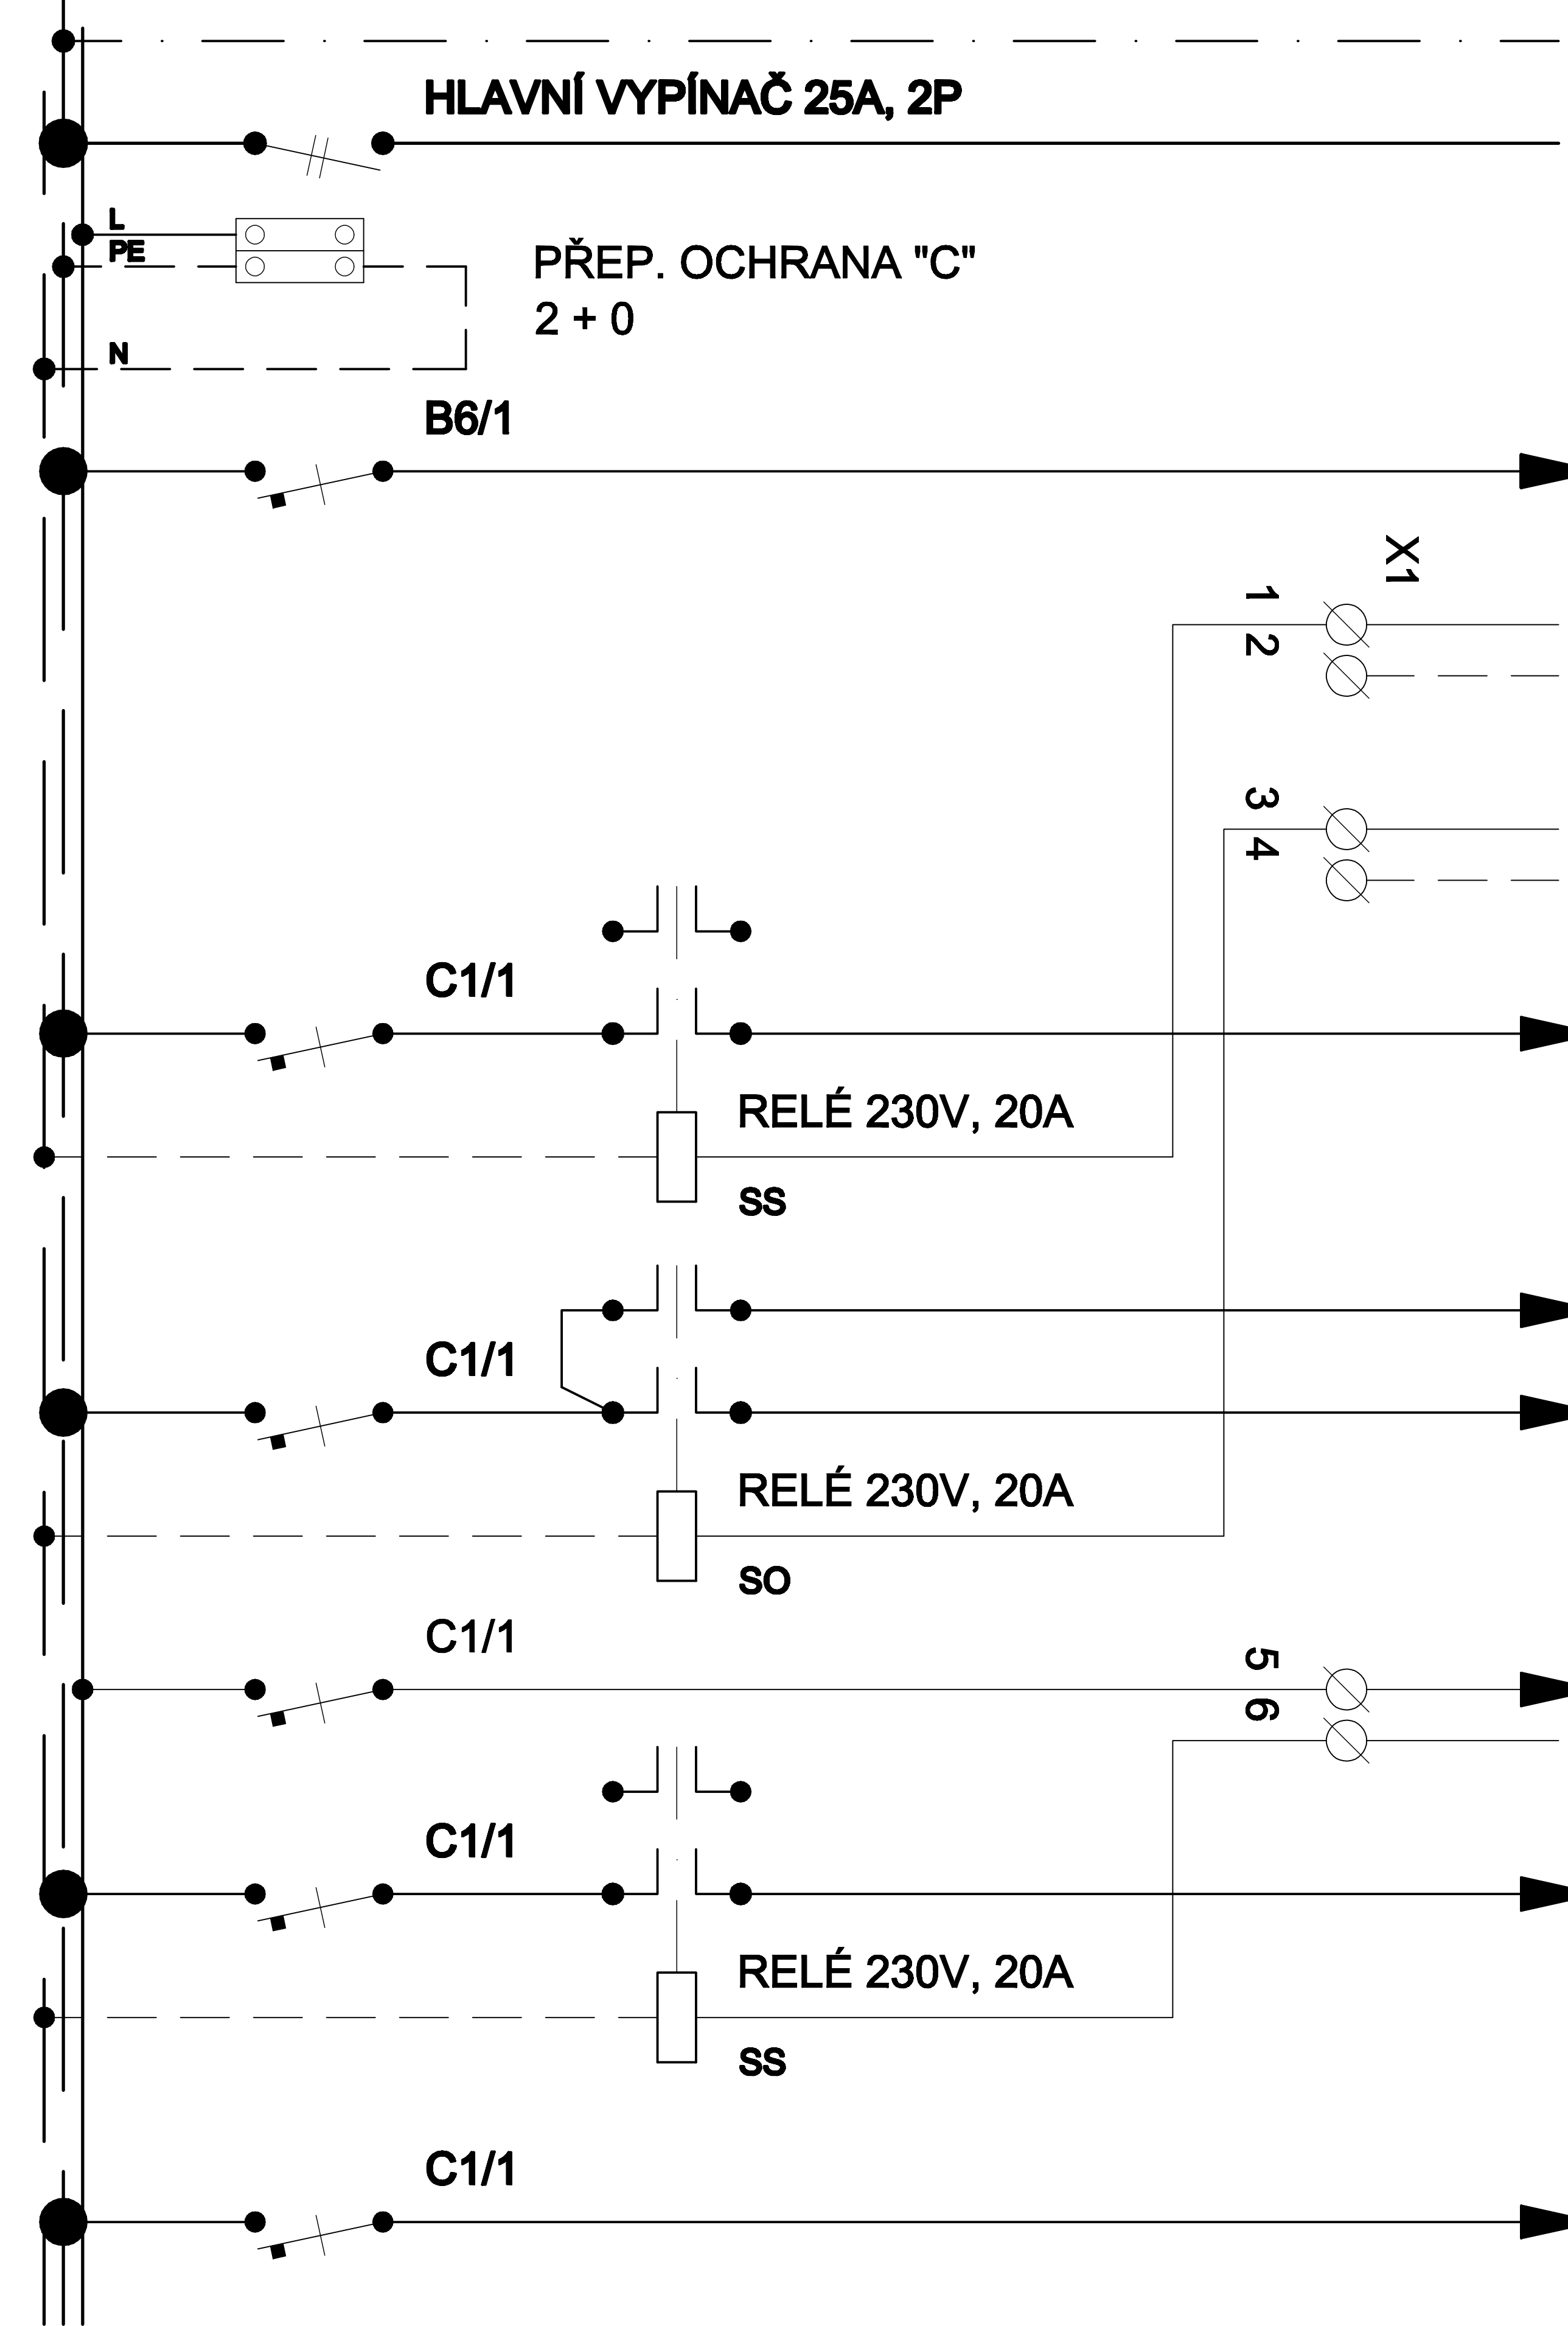 HLAVNÍ VYPÍNAČ 25A, 2P
L
PE
PŘEP. OCHRANA "C"
2 + 0
N
B6/1
X1
1
2
3
4
C1/1
RELÉ 230V, 20A
SS
C1/1
RELÉ 230V, 20A
SO
C1/1
5
6
C1/1
RELÉ 230V, 20A
SS
C1/1